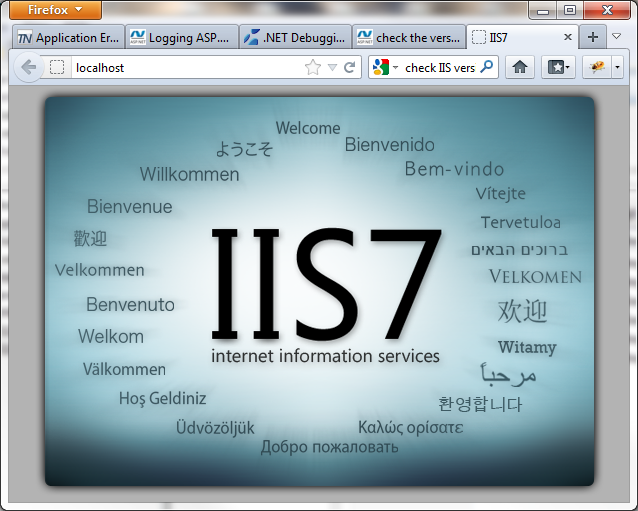 Firefox
Application Er...
Logging ASP....
.NET Debuggi...
check the vers...
IIS7
localhost
check IIS vers
Welcome
ようこそ
Bienvenido
Willkommen
Bem-vindo
Bienvenue
Vítejte
歡迎
Tervetuloa
ברוכים הבאים
Velkommen
VELKOMEN
Benvenuto
欢迎
Welkom
Witamy
Välkommen
مرحباً
Hoş Geldiniz
환영합니다
Üdvözöljük
Καλώς ορίσατε
Добро пожаловать
IIS7
internet information services